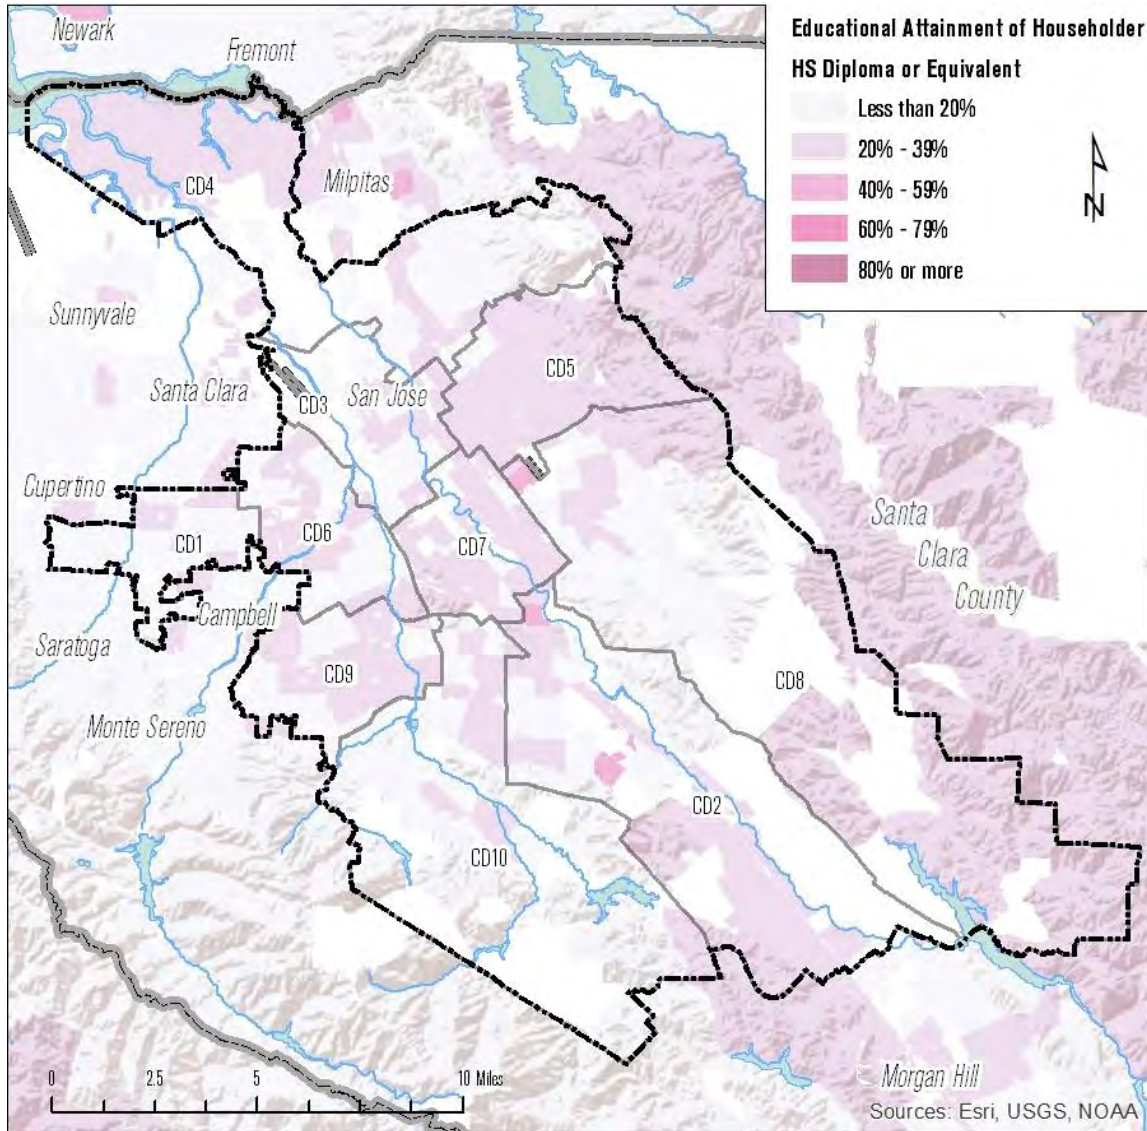 Educational Attainment of Householder
HS Diploma or Equivalent
Less than 20%
20% - 39%
40% - 59%
60% - 79%
80% or more
N
Newark
Fremont
CD4
Milpitas
Sunnyvale
Santa Clara
CD3
San Jose
CD5
Cupertino
CD1
CD6
CD7
Santa
Clara
County
Campbell
Saratoga
CD9
CD8
Monte Sereno
CD2
CD10
0 2.5 5 10 Miles
Morgan Hill
Sources: Esri, USGS, NOAA